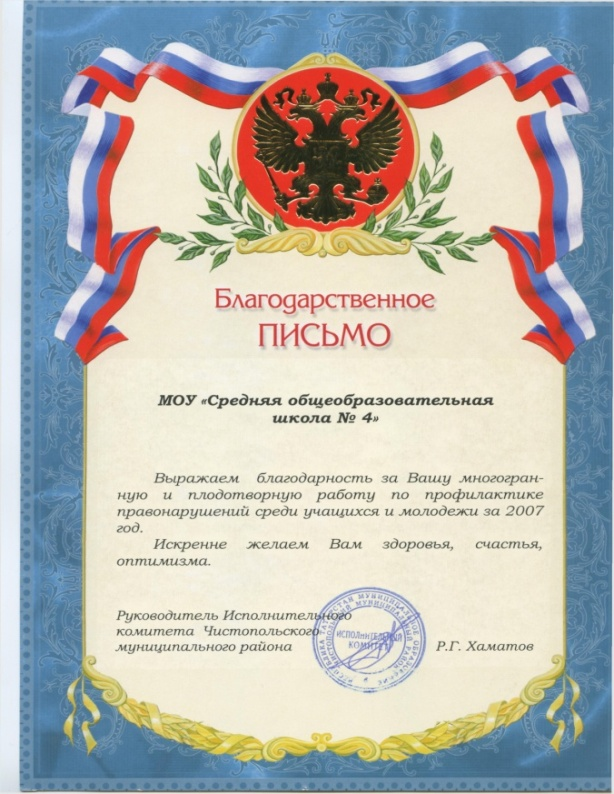 Благодарственное
ПИСЬМО
МОУ «Средняя общеобразовательная
школа № 4»
Выражаем благодарность за Вашу многогран-
ную и плодотворную работу по профилактике
правонарушений среди учащихся и молодежи за 2007
год.
Искренне желаем Вам здоровья, счастья,
оптимизма.
Руководитель Исполнительного
комитета Чистопольского
муниципального района
Р.Г. Хаматов
ИСПОЛНИТЕЛЬНЫЙ
КОМИТЕТ